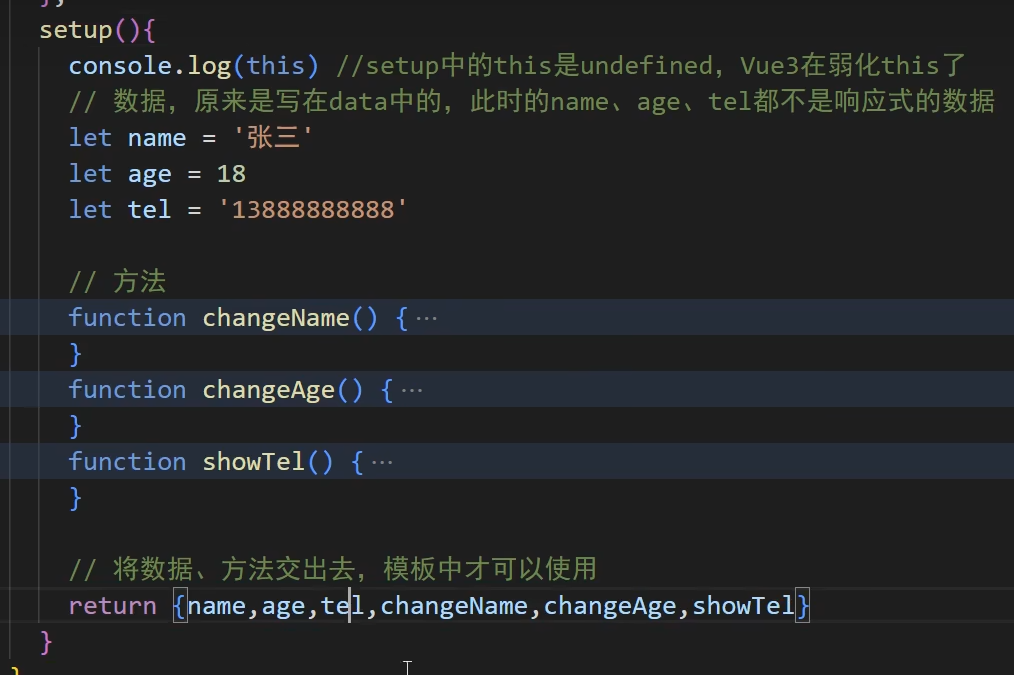 };
setup(){
console.log(this) //setup中的this是undefined，Vue3在弱化this了
// 数据，原来是写在data中的，此时的name、age、tel都不是响应式的数据
let name = '张三'
let age = 18
let tel = '13888888888'
// 方法
function changeName() {···
}
function changeAge() {···
}
function showTel() {···
}
// 将数据、方法交出去，模板中才可以使用
return {name,age,tel,changeName,changeAge,showTel}
}
}